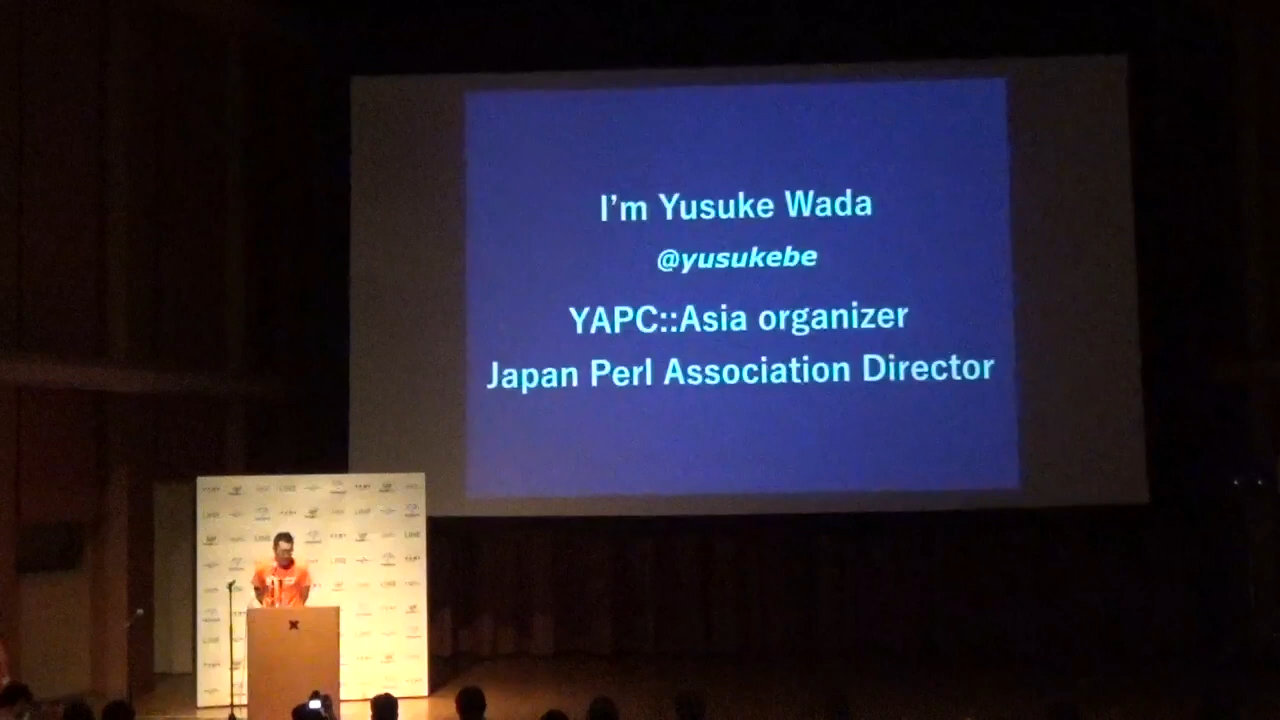 I'm Yusuke Wada
@yusukebe
YAPC::Asia organizer
Japan Perl Association Director